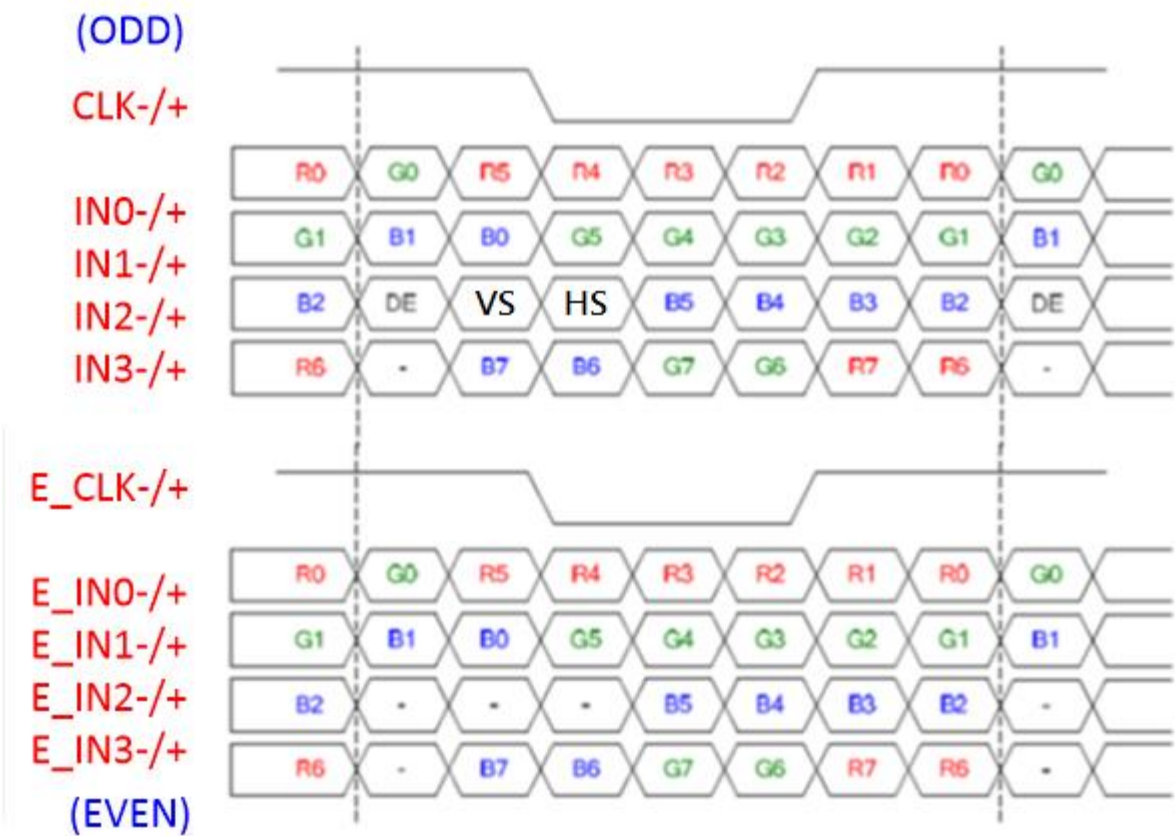 (ODD)
CLK-/+
R0 G0 R5 R4 R3 R2 R1 R0 G0
IN0-/+
G1 B1 B0 G5 G4 G3 G2 G1 B1
IN1-/+
B2 DE VS HS B5 B4 B3 B2 DE
IN2-/+
R6 - B7 B6 G7 G6 R7 R6 -
IN3-/+
E_CLK-/+
R0 G0 R5 R4 R3 R2 R1 R0 G0
E_IN0-/+
G1 B1 B0 G5 G4 G3 G2 G1 B1
E_IN1-/+
B2 - - - B5 B4 B3 B2 -
E_IN2-/+
R6 - B7 B6 G7 G6 R7 R6 -
E_IN3-/+
(EVEN)